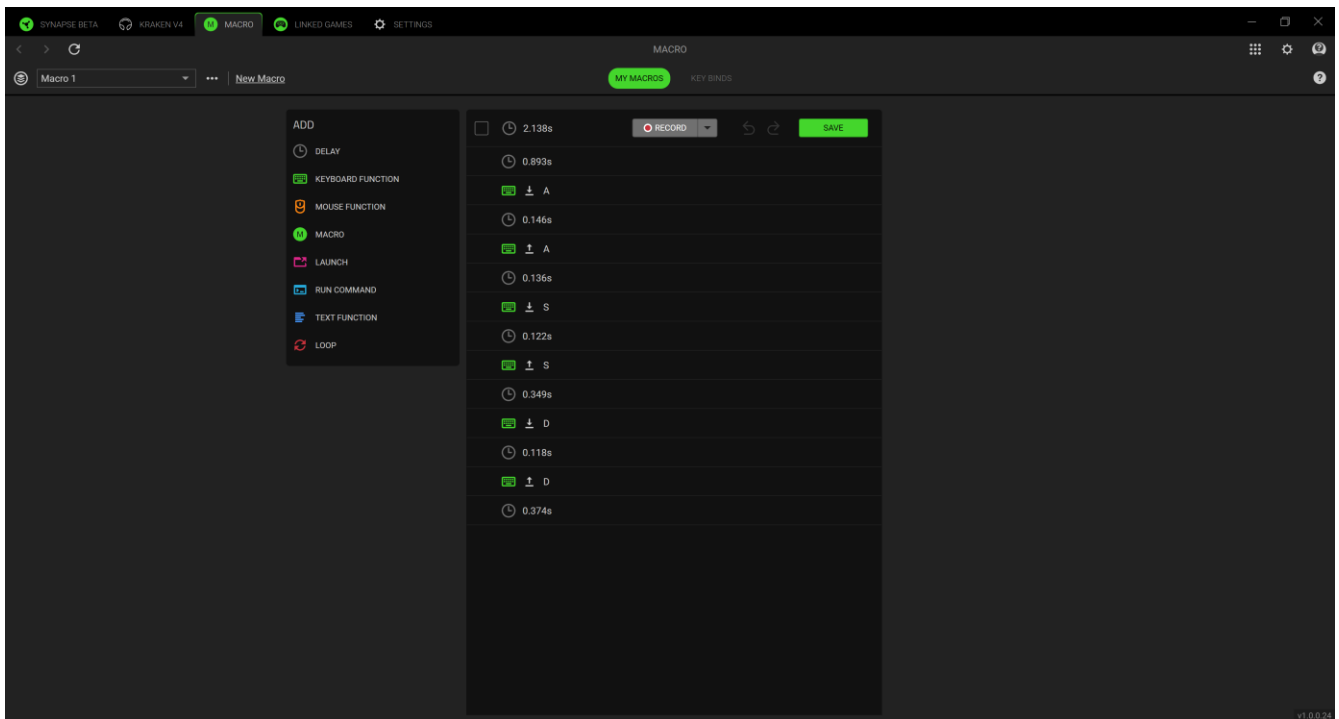 SYNAPSE BETA KRAKEN V4 M MACRO LINKED GAMES SETTINGS
MACRO
Macro 1 New Macro MY MACROS KEY BINDS
ADD
DELAY
KEYBOARD FUNCTION
MOUSE FUNCTION
M MACRO
LAUNCH
RUN COMMAND
TEXT FUNCTION
LOOP
2.138s RECORD SAVE
0.893s
A
0.146s
A
0.136s
S
0.122s
S
0.349s
D
0.118s
D
0.374s
v1.0.0.24